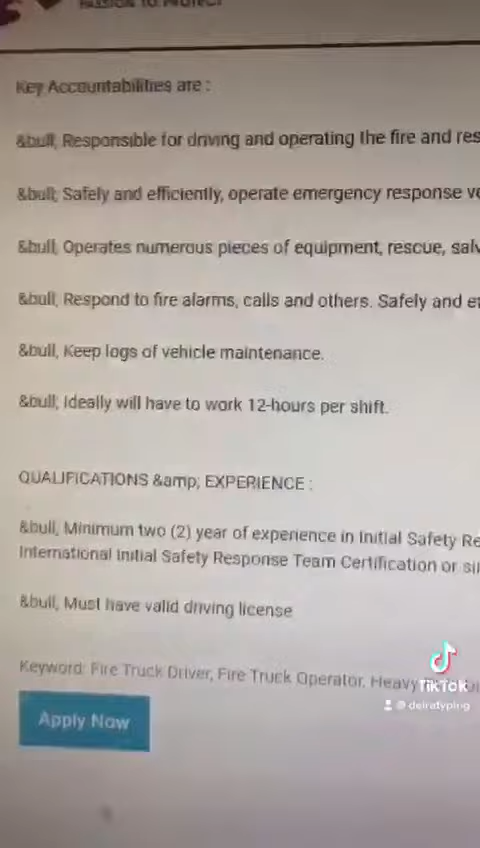 PASSION TO PROTECT
Key Accountabilities are :
&bull; Responsible for driving and operating the fire and res
&bull; Safely and efficiently, operate emergency response ve
&bull; Operates numerous pieces of equipment, rescue, salv
&bull; Respond to fire alarms, calls and others. Safely and e
&bull; Keep logs of vehicle maintenance.
&bull; Ideally will have to work 12-hours per shift.
QUALIFICATIONS &amp; EXPERIENCE :
&bull; Minimum two (2) year of experience in Initial Safety Re
International Initial Safety Response Team Certification or si
&bull; Must have valid driving license
Keyword: Fire Truck Driver, Fire Truck Operator, Heavy
Apply Now
TikTok
@deiratyping